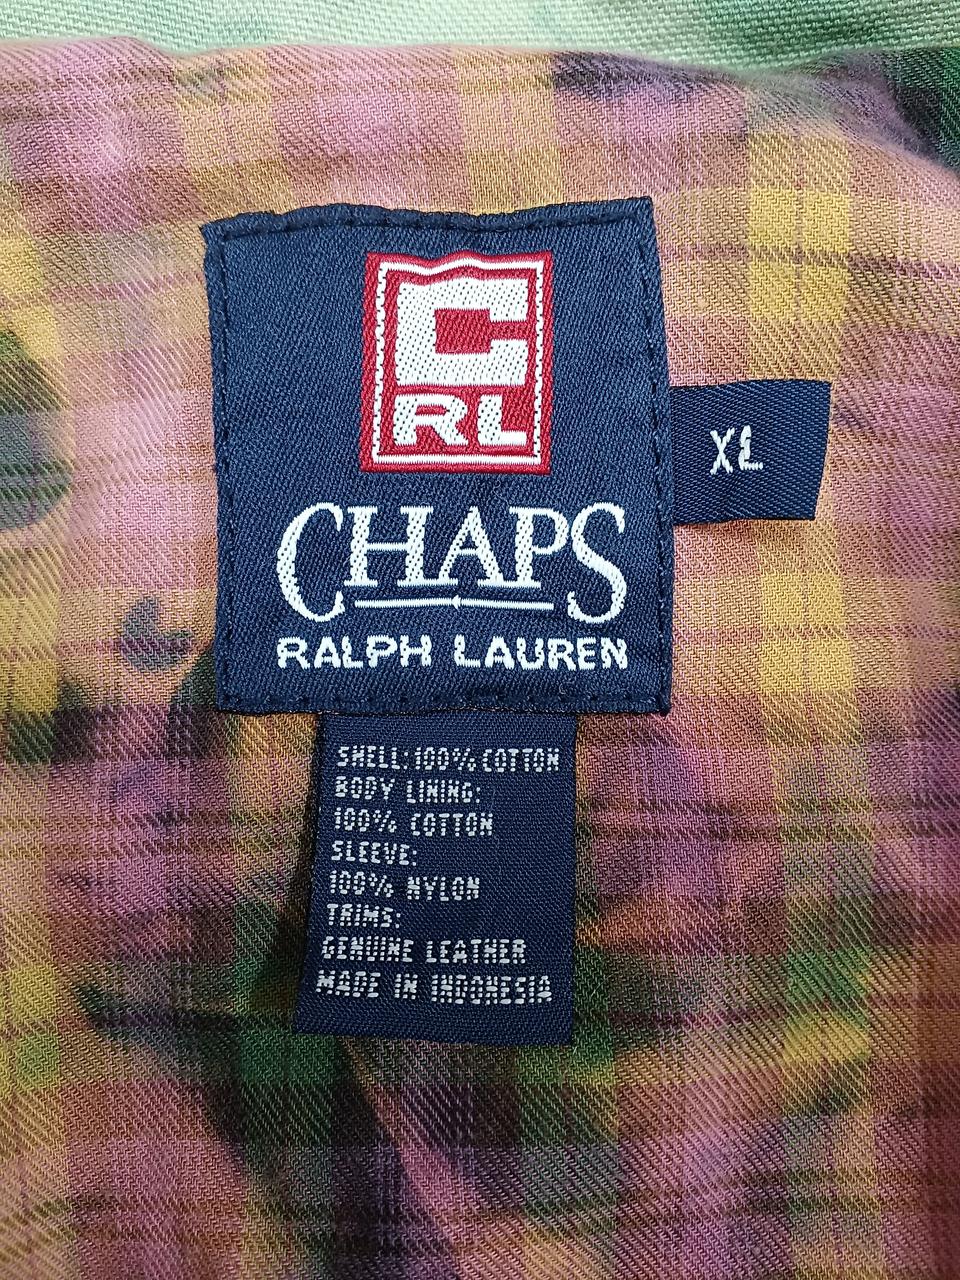 C
RL
CHAPS
RALPH LAUREN
XL
SHELL: 100% COTTON
BODY LINING:
100% COTTON
SLEEVE:
100% NYLON
TRIMS:
GENUINE LEATHER
MADE IN INDONESIA